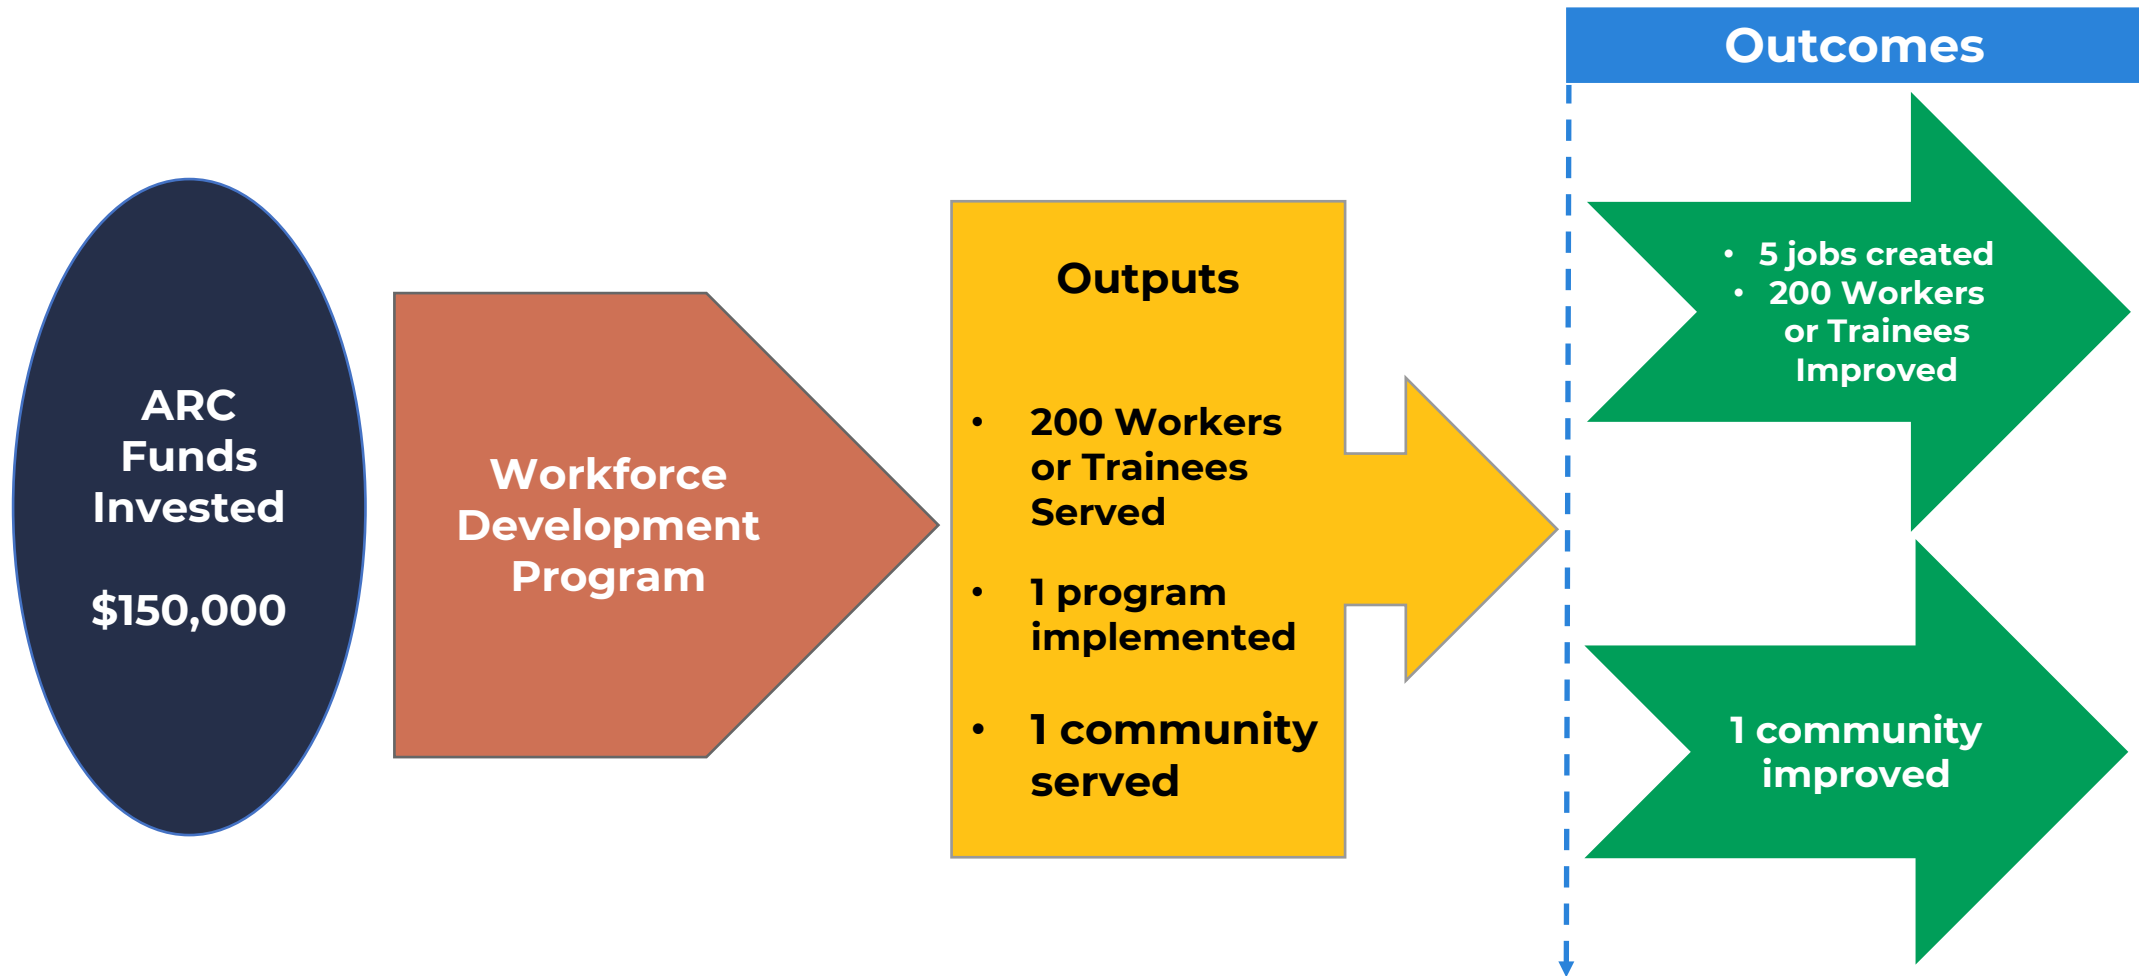 ARC
Funds
Invested
$150,000
Workforce
Development
Program
Outputs
• 200 Workers
or Trainees
Served
• 1 program
implemented
• 1 community
served
Outcomes
• 5 jobs created
• 200 Workers
or Trainees
Improved
1 community
improved